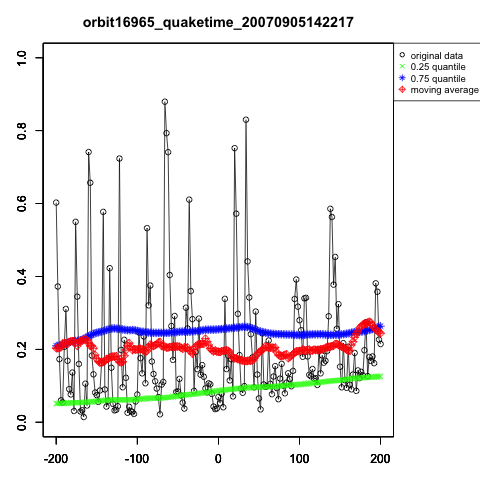 orbit16965_quaketime_20070905142217
original data
0.25 quantile
0.75 quantile
moving average
1.0
0.8
0.6
0.4
0.2
0.0
-200 -100 0 100 200